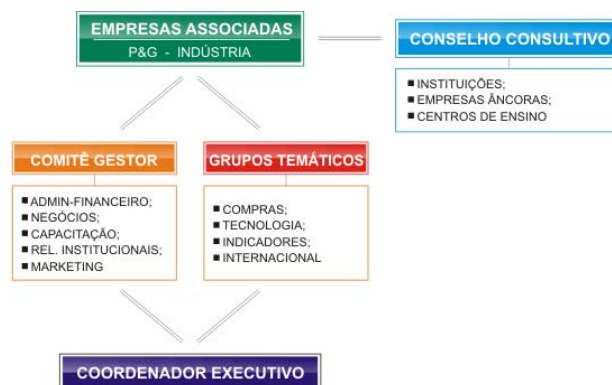 EMPRESAS ASSOCIADAS
P&G - INDÚSTRIA
CONSELHO CONSULTIVO
■ INSTITUIÇÕES;
■ EMPRESAS ÂNCORAS;
■ CENTROS DE ENSINO
COMITÊ GESTOR
■ ADMIN-FINANCEIRO;
■ NEGÓCIOS;
■ CAPACITAÇÃO;
■ REL. INSTITUCIONAIS;
■ MARKETING
GRUPOS TEMÁTICOS
■ COMPRAS;
■ TECNOLOGIA;
■ INDICADORES;
■ INTERNACIONAL
COORDENADOR EXECUTIVO